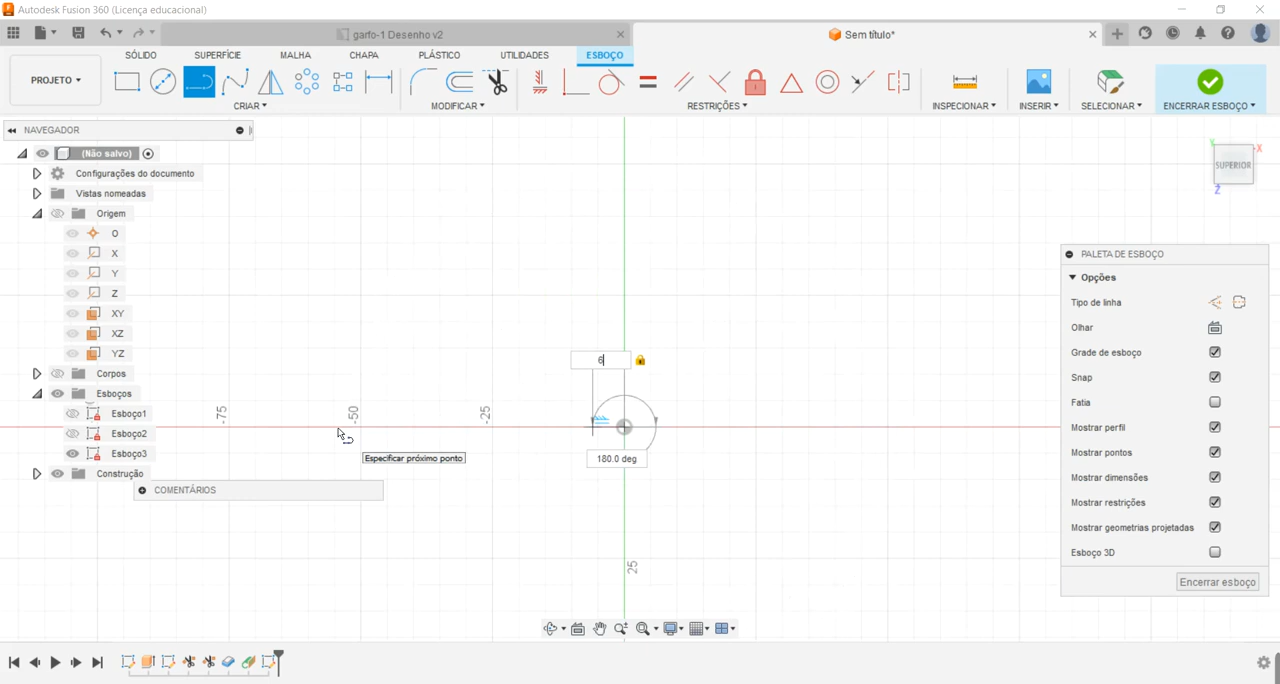 Autodesk Fusion 360 (Licença educacional)
garfo-1 Desenho v2
Sem título*
PROJETO
SÓLIDO SUPERFÍCIE MALHA CHAPA PLÁSTICO UTILIDADES ESBOÇO
CRIAR MODIFICAR RESTRIÇÕES INSPECIONAR INSERIR SELECIONAR ENCERRAR ESBOÇO
NAVEGADOR
(Não salvo)
Configurações do documento
Vistas nomeadas
Origem
O
X
Y
Z
XY
XZ
YZ
Corpos
Esboços
Esboço1
Esboço2
Esboço3
Construção
COMENTÁRIOS
-75
-50
-25
25
6
180.0 deg
Especificar próximo ponto
Y
X
SUPERIOR
Z
PALETA DE ESBOÇO
Opções
Tipo de linha
Olhar
Grade de esboço
Snap
Fatia
Mostrar perfil
Mostrar pontos
Mostrar dimensões
Mostrar restrições
Mostrar geometrias projetadas
Esboço 3D
Encerrar esboço